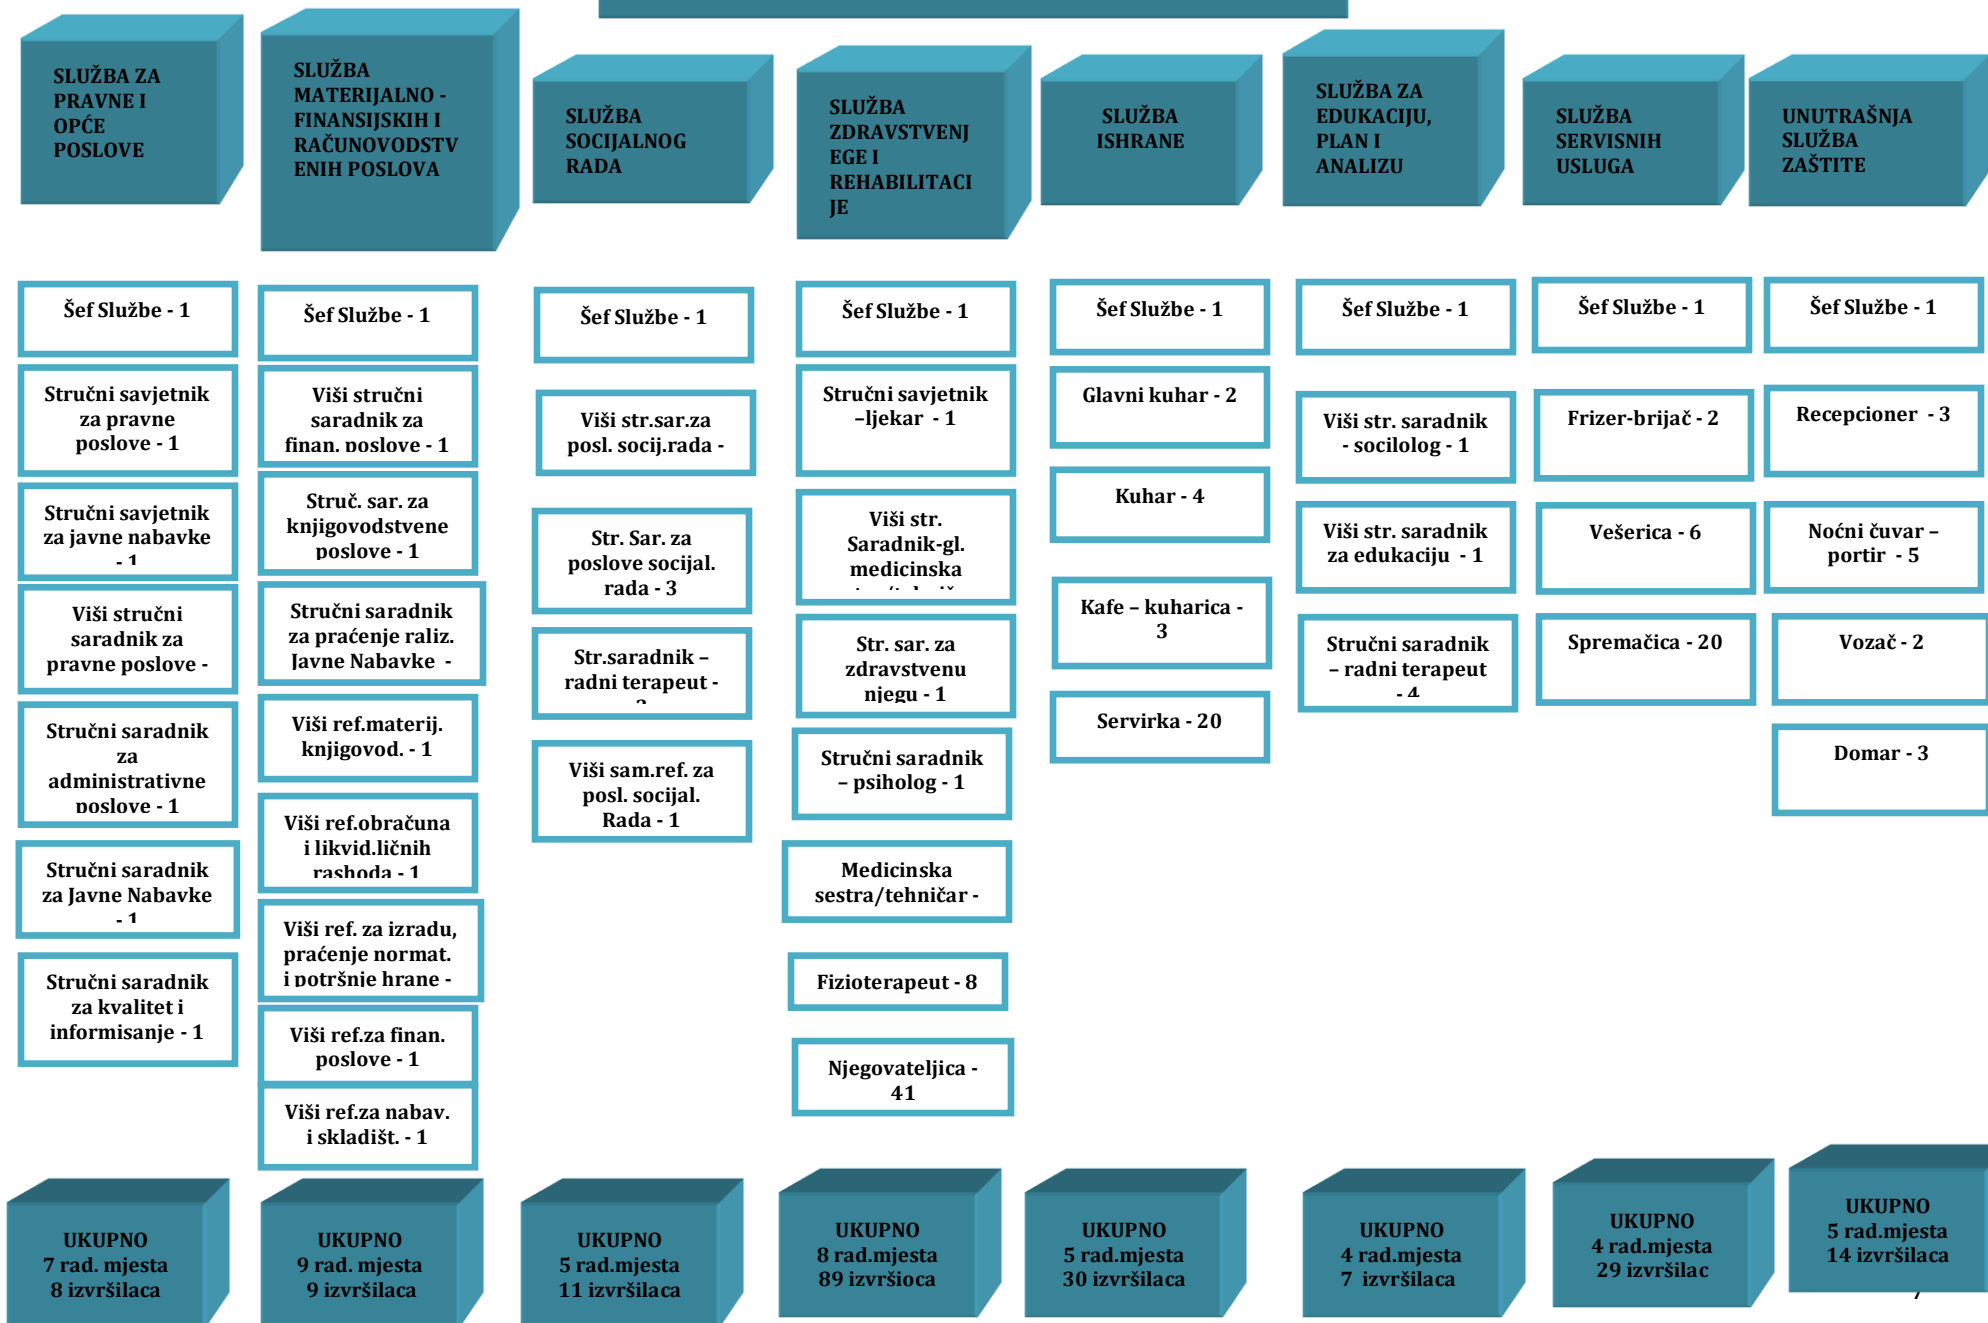 SLUŽBA ZA
PRAVNE I
OPĆE
POSLOVE
SLUŽBA
MATERIJALNO -
FINANSIJSKIH I
RAČUNOVODSTV
ENIH POSLOVA
SLUŽBA
SOCIJALNOG
RADA
SLUŽBA
ZDRAVSTVENJ
EGE I
REHABILITACI
JE
SLUŽBA
ISHRANE
SLUŽBA ZA
EDUKACIJU,
PLAN I
ANALIZU
SLUŽBA
SERVISNIH
USLUGA
UNUTRAŠNJA
SLUŽBA
ZAŠTITE
Šef Službe - 1
Stručni savjetnik
za pravne
poslove - 1
Stručni savjetnik
za javne nabavke
- 1
Viši stručni
saradnik za
pravne poslove -
Stručni saradnik
za
administrativne
poslove - 1
Stručni saradnik
za Javne Nabavke
- 1
Stručni saradnik
za kvalitet i
informisanje - 1
Šef Službe - 1
Viši stručni
saradnik za
finan. poslove - 1
Struč. sar. za
knjigovodstvene
poslove - 1
Stručni saradnik
za praćenje raliz.
Javne Nabavke -
Viši ref.materij.
knjigovod. - 1
Viši ref.obračuna
i likvid.ličnih
rashoda - 1
Viši ref. za izradu,
praćenje normat.
i potršnje hrane -
Viši ref.za finan.
poslove - 1
Viši ref.za nabav.
i skladišt. - 1
Šef Službe - 1
Viši str.sar.za
posl. socij.rada -
Str. Sar. za
poslove socijal.
rada - 3
Str.saradnik –
radni terapeut -
Viši sam.ref. za
posl. socijal.
Rada - 1
Šef Službe - 1
Stručni savjetnik
–ljekar - 1
Viši str.
Saradnik-gl.
medicinska
Str. sar. za
zdravstvenu
njegu - 1
Stručni saradnik
– psiholog - 1
Medicinska
sestra/tehničar -
Fizioterapeut - 8
Njegovateljica -
41
Šef Službe - 1
Glavni kuhar - 2
Kuhar - 4
Kafe – kuharica -
3
Servirka - 20
Šef Službe - 1
Viši str. saradnik
- socilolog - 1
Viši str. saradnik
za edukaciju - 1
Stručni saradnik
– radni terapeut
- 4
Šef Službe - 1
Frizer-brijač - 2
Vešerica - 6
Spremačica - 20
Šef Službe - 1
Recepcioner - 3
Noćni čuvar –
portir - 5
Vozač - 2
Domar - 3
UKUPNO
7 rad. mjesta
8 izvršilaca
UKUPNO
9 rad. mjesta
9 izvršilaca
UKUPNO
5 rad.mjesta
11 izvršilaca
UKUPNO
8 rad.mjesta
89 izvršioca
UKUPNO
5 rad.mjesta
30 izvršilaca
UKUPNO
4 rad.mjesta
7 izvršilaca
UKUPNO
4 rad.mjesta
29 izvršilac
UKUPNO
5 rad.mjesta
14 izvršilaca